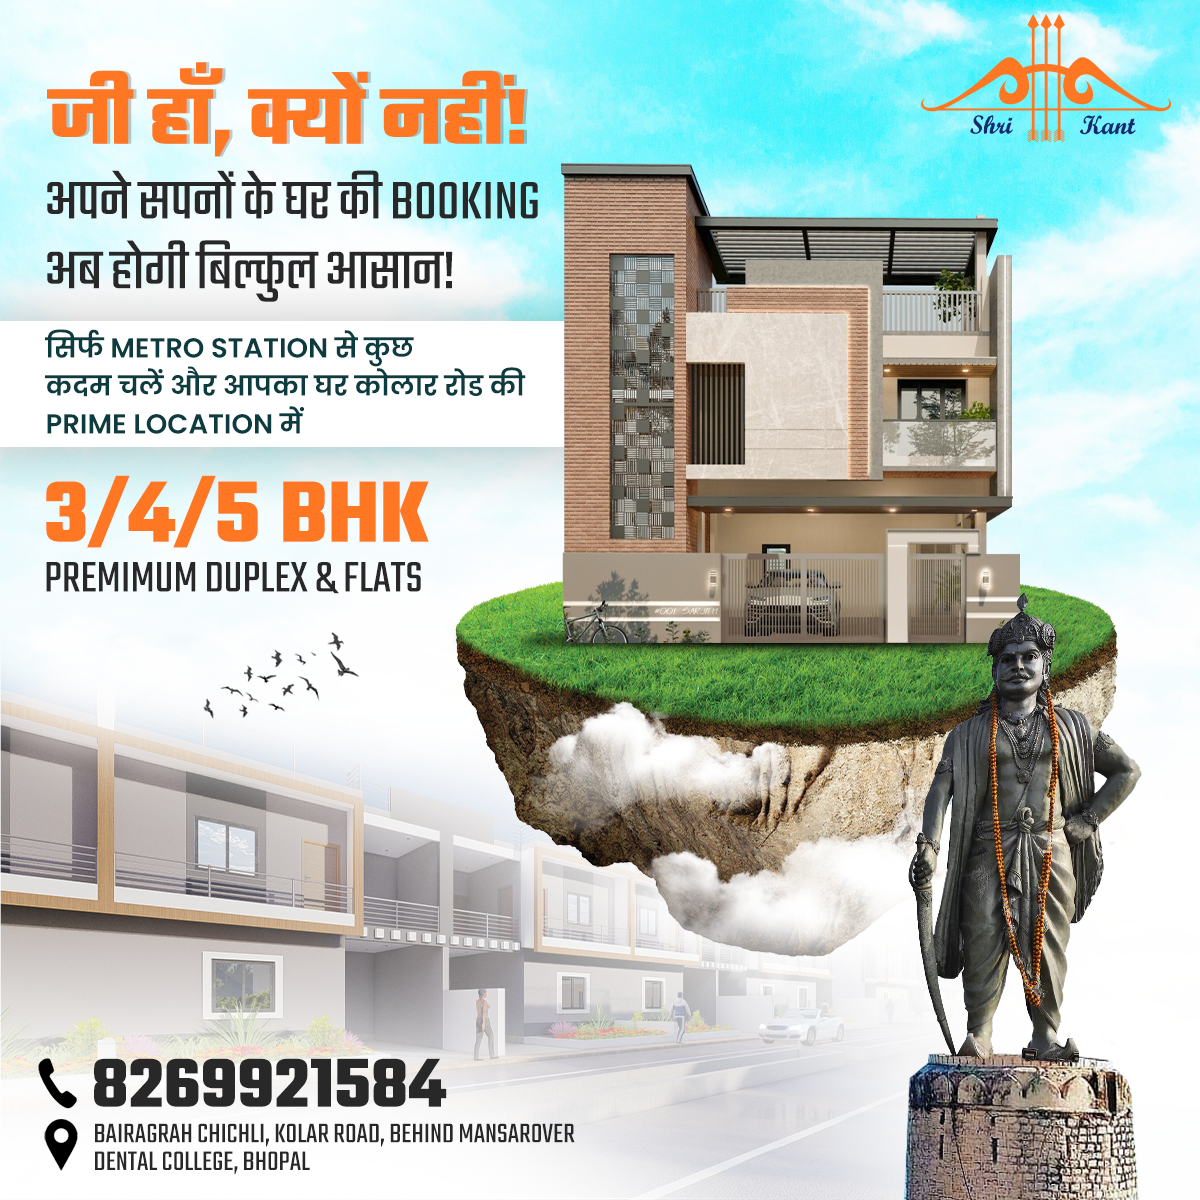 Shri Kant
जी हाँ, क्यों नहीं!
अपने सपनों के घर की BOOKING
अब होगी बिल्कुल आसान!
सिर्फ METRO STATION से कुछ
कदम चलें और आपका घर कोलार रोड की
PRIME LOCATION में
3/4/5 BHK
PREMIMUM DUPLEX & FLATS
8269921584
BAIRAGRAH CHICHLI, KOLAR ROAD, BEHIND MANSAROVER
DENTAL COLLEGE, BHOPAL